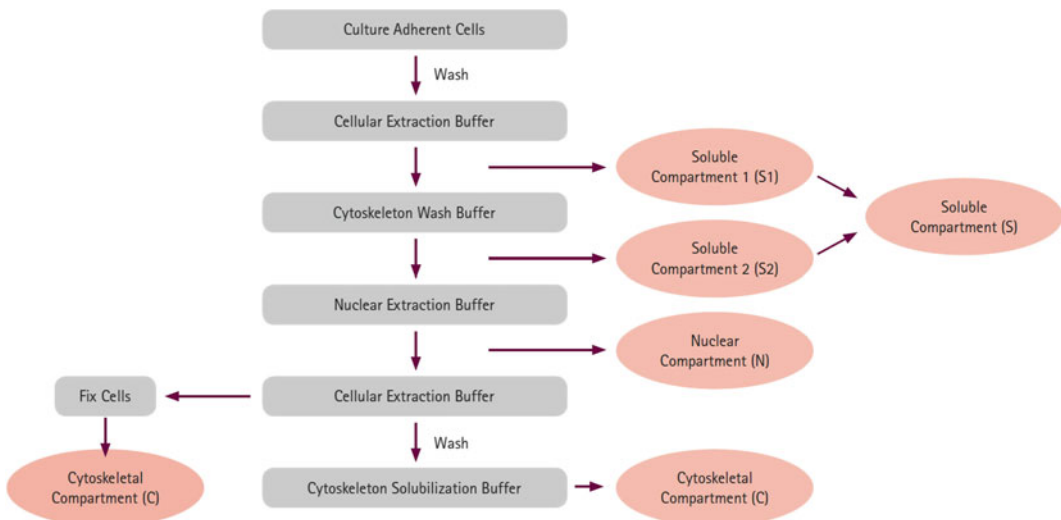 Culture Adherent Cells
Wash
Cellular Extraction Buffer
Soluble
Compartment 1 (S1)
Cytoskeleton Wash Buffer
Soluble
Compartment (S)
Soluble
Compartment 2 (S2)
Nuclear Extraction Buffer
Nuclear
Compartment (N)
Fix Cells
Cellular Extraction Buffer
Wash
Cytoskeletal
Compartment (C)
Cytoskeleton Solubilization Buffer
Cytoskeletal
Compartment (C)